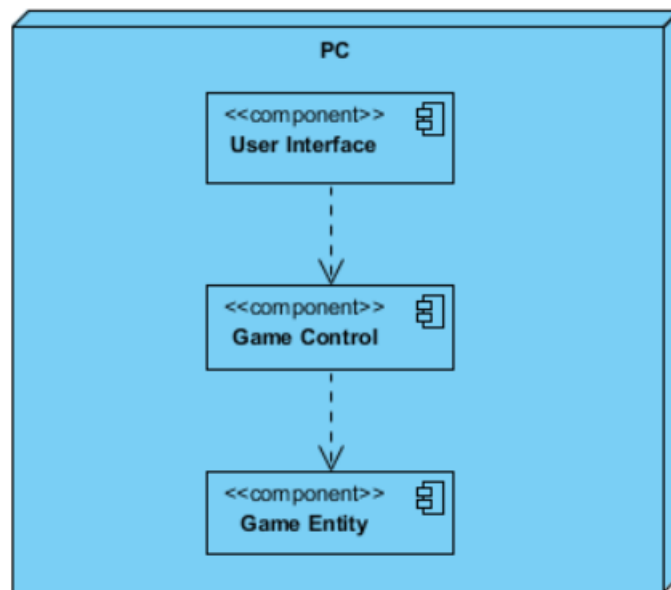 PC
<<component>>
User Interface
<<component>>
Game Control
<<component>>
Game Entity